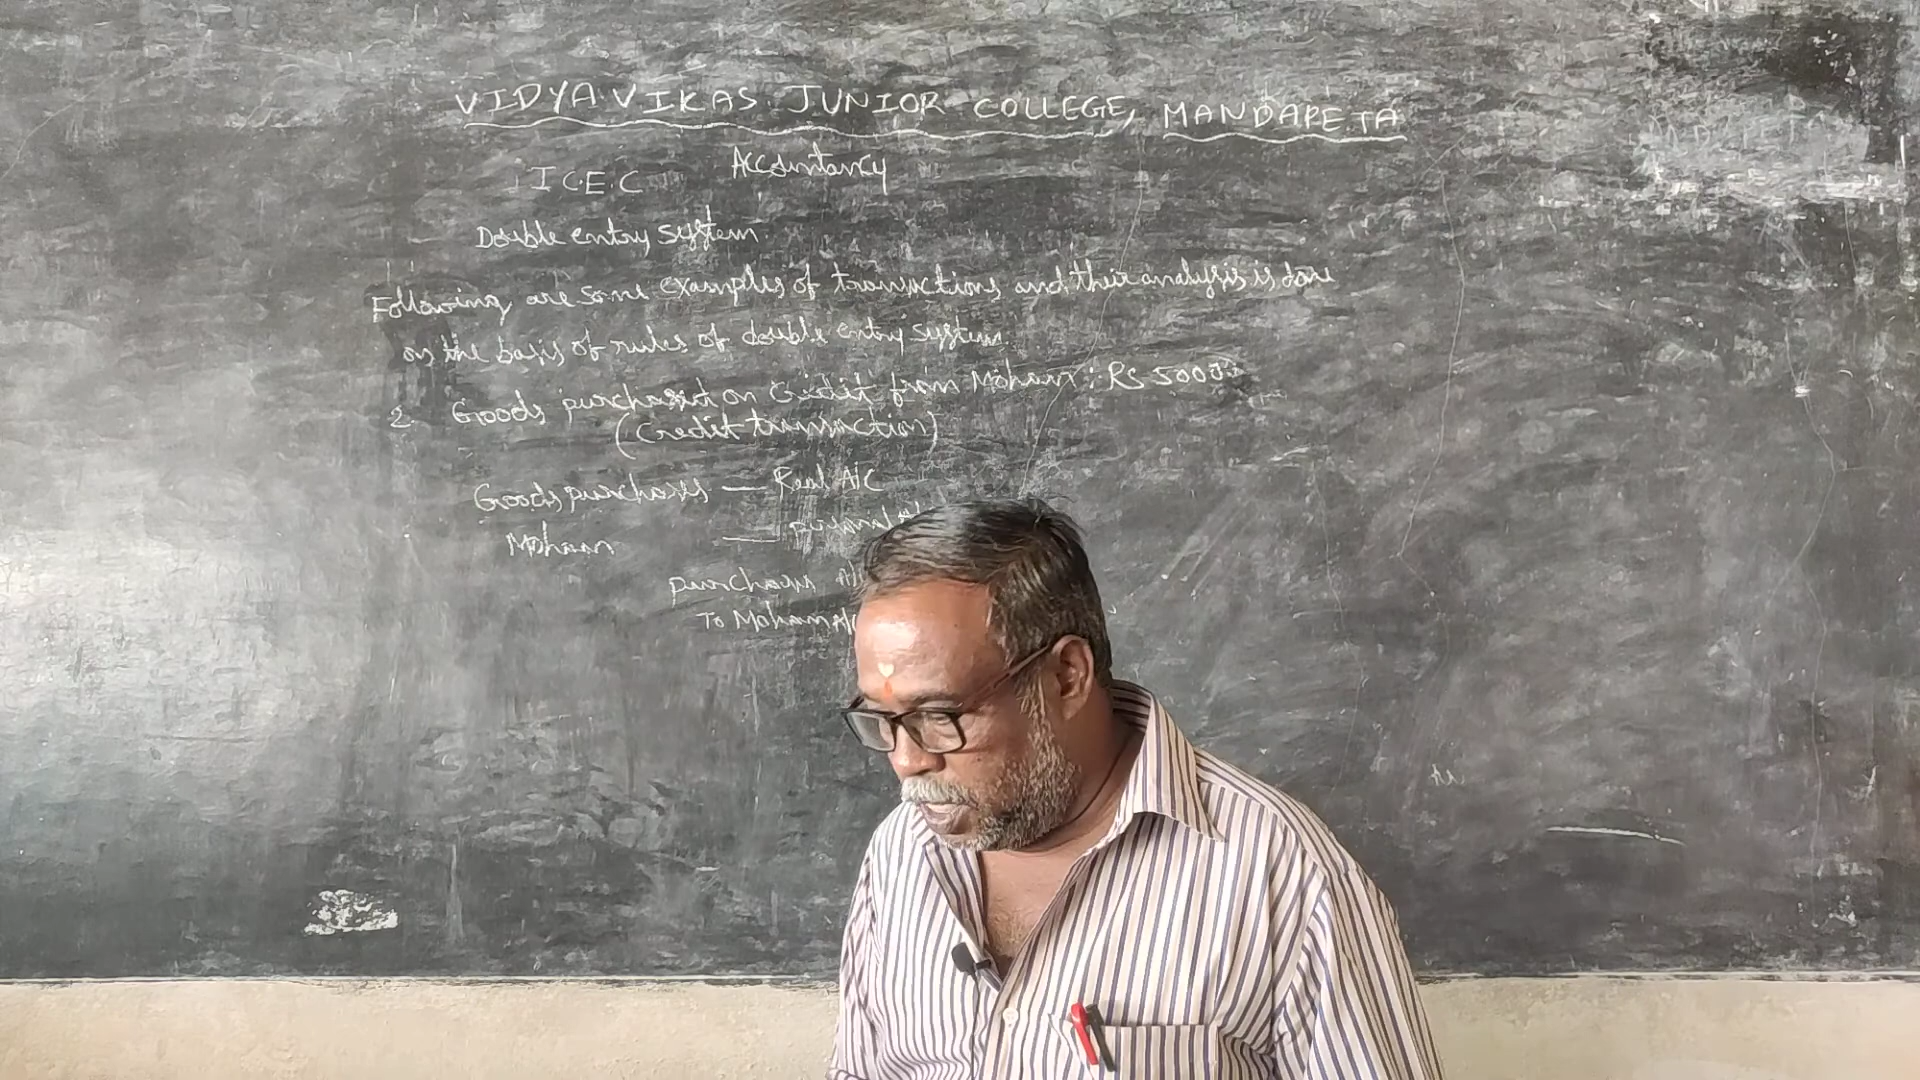 VIDYA.VIKAS JUNIOR COLLEGE, MANDAPETA
I C.E.C Accountancy
Double entry system
Following are some examples of transactions and their analysis is done
on the basis of rules of double entry system.
2. Goods purchased on credit from Mohan: Rs 5000
(Credit transaction)
Goods purchases — Real A/C
Mohan — personal
purchases A/C
To Mohan A/c